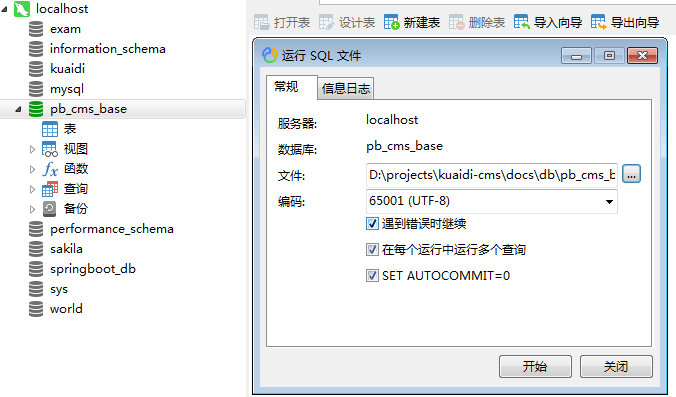 localhost
exam
information_schema
kuaidi
mysql
pb_cms_base
表
视图
函数
查询
备份
performance_schema
sakila
springboot_db
sys
world
打开表 设计表 新建表 删除表 导入向导 导出向导
运行 SQL 文件
常规 信息日志
服务器: localhost
数据库: pb_cms_base
文件: D:\projects\kuaidi-cms\docs\db\pb_cms_b ...
编码: 65001 (UTF-8)
遇到错误时继续
在每个运行中运行多个查询
SET AUTOCOMMIT=0
开始 关闭